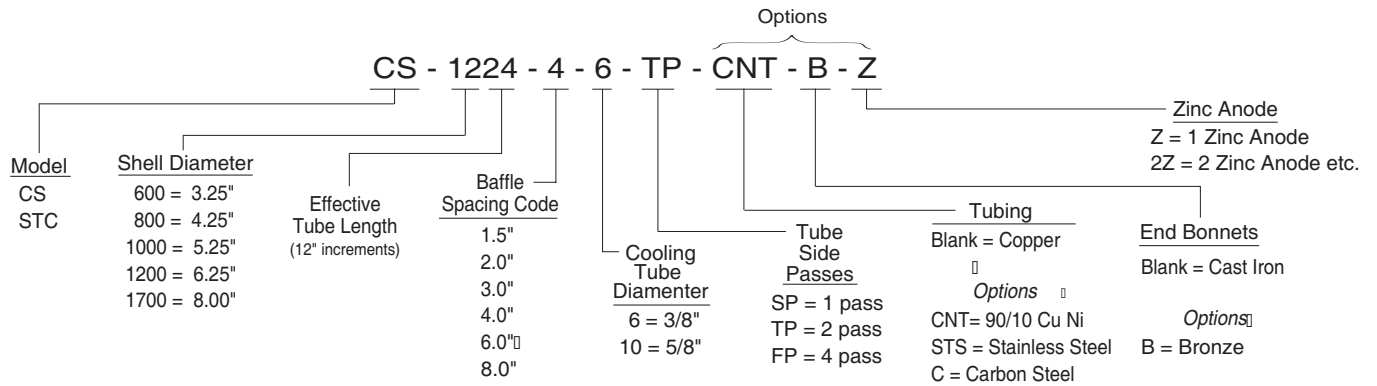 Options
CS - 1224 - 4 - 6 - TP - CNT - B - Z
Zinc Anode
Z = 1 Zinc Anode
2Z = 2 Zinc Anode etc.
Model
CS
STC
Shell Diameter
600 = 3.25"
800 = 4.25"
1000 = 5.25"
1200 = 6.25"
1700 = 8.00"
Effective
Tube Length
(12" increments)
Baffle
Spacing Code
1.5"
2.0"
3.0"
4.0"
6.0"
8.0"
Cooling
Tube
Diamenter
6 = 3/8"
10 = 5/8"
Tube
Side
Passes
SP = 1 pass
TP = 2 pass
FP = 4 pass
Tubing
Blank = Copper
Options
CNT= 90/10 Cu Ni
STS = Stainless Steel
C = Carbon Steel
End Bonnets
Blank = Cast Iron
Options
B = Bronze